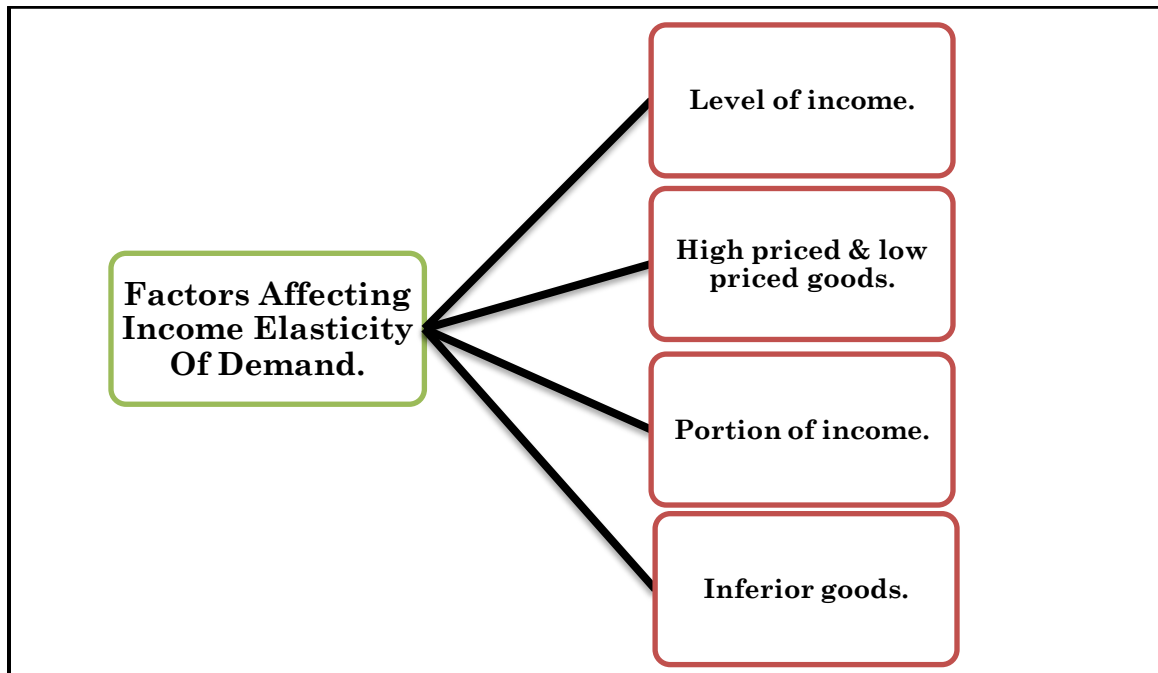 Factors Affecting
Income Elasticity
Of Demand.
Level of income.
High priced & low
priced goods.
Portion of income.
Inferior goods.